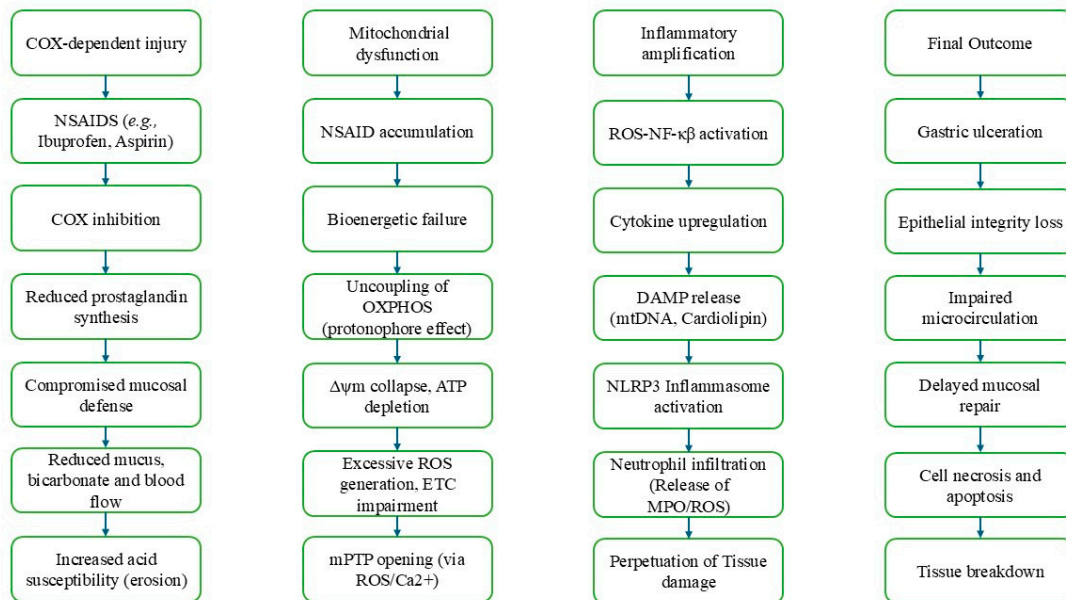 COX-dependent injury
NSAIDS (e.g.,
Ibuprofen, Aspirin)
COX inhibition
Reduced prostaglandin
synthesis
Compromised mucosal
defense
Reduced mucus,
bicarbonate and blood
flow
Increased acid
susceptibility (erosion)
Mitochondrial
dysfunction
NSAID accumulation
Bioenergetic failure
Uncoupling of
OXPHOS
(protonophore effect)
Δψm collapse, ATP
depletion
Excessive ROS
generation, ETC
impairment
mPTP opening (via
ROS/Ca2+)
Inflammatory
amplification
ROS-NF-κβ activation
Cytokine upregulation
DAMP release
(mtDNA, Cardiolipin)
NLRP3 Inflammasome
activation
Neutrophil infiltration
(Release of
MPO/ROS)
Perpetuation of Tissue
damage
Final Outcome
Gastric ulceration
Epithelial integrity loss
Impaired
microcirculation
Delayed mucosal
repair
Cell necrosis and
apoptosis
Tissue breakdown